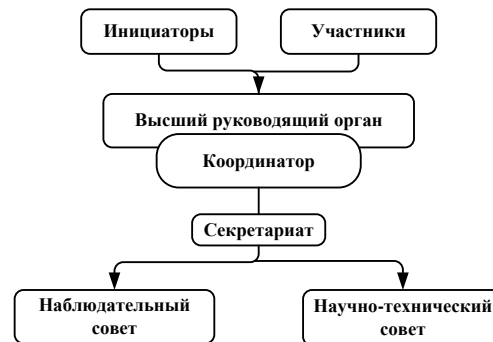 Инициаторы
Участники
Высший руководящий орган
Координатор
Секретариат
Наблюдательный
совет
Научно-технический
совет